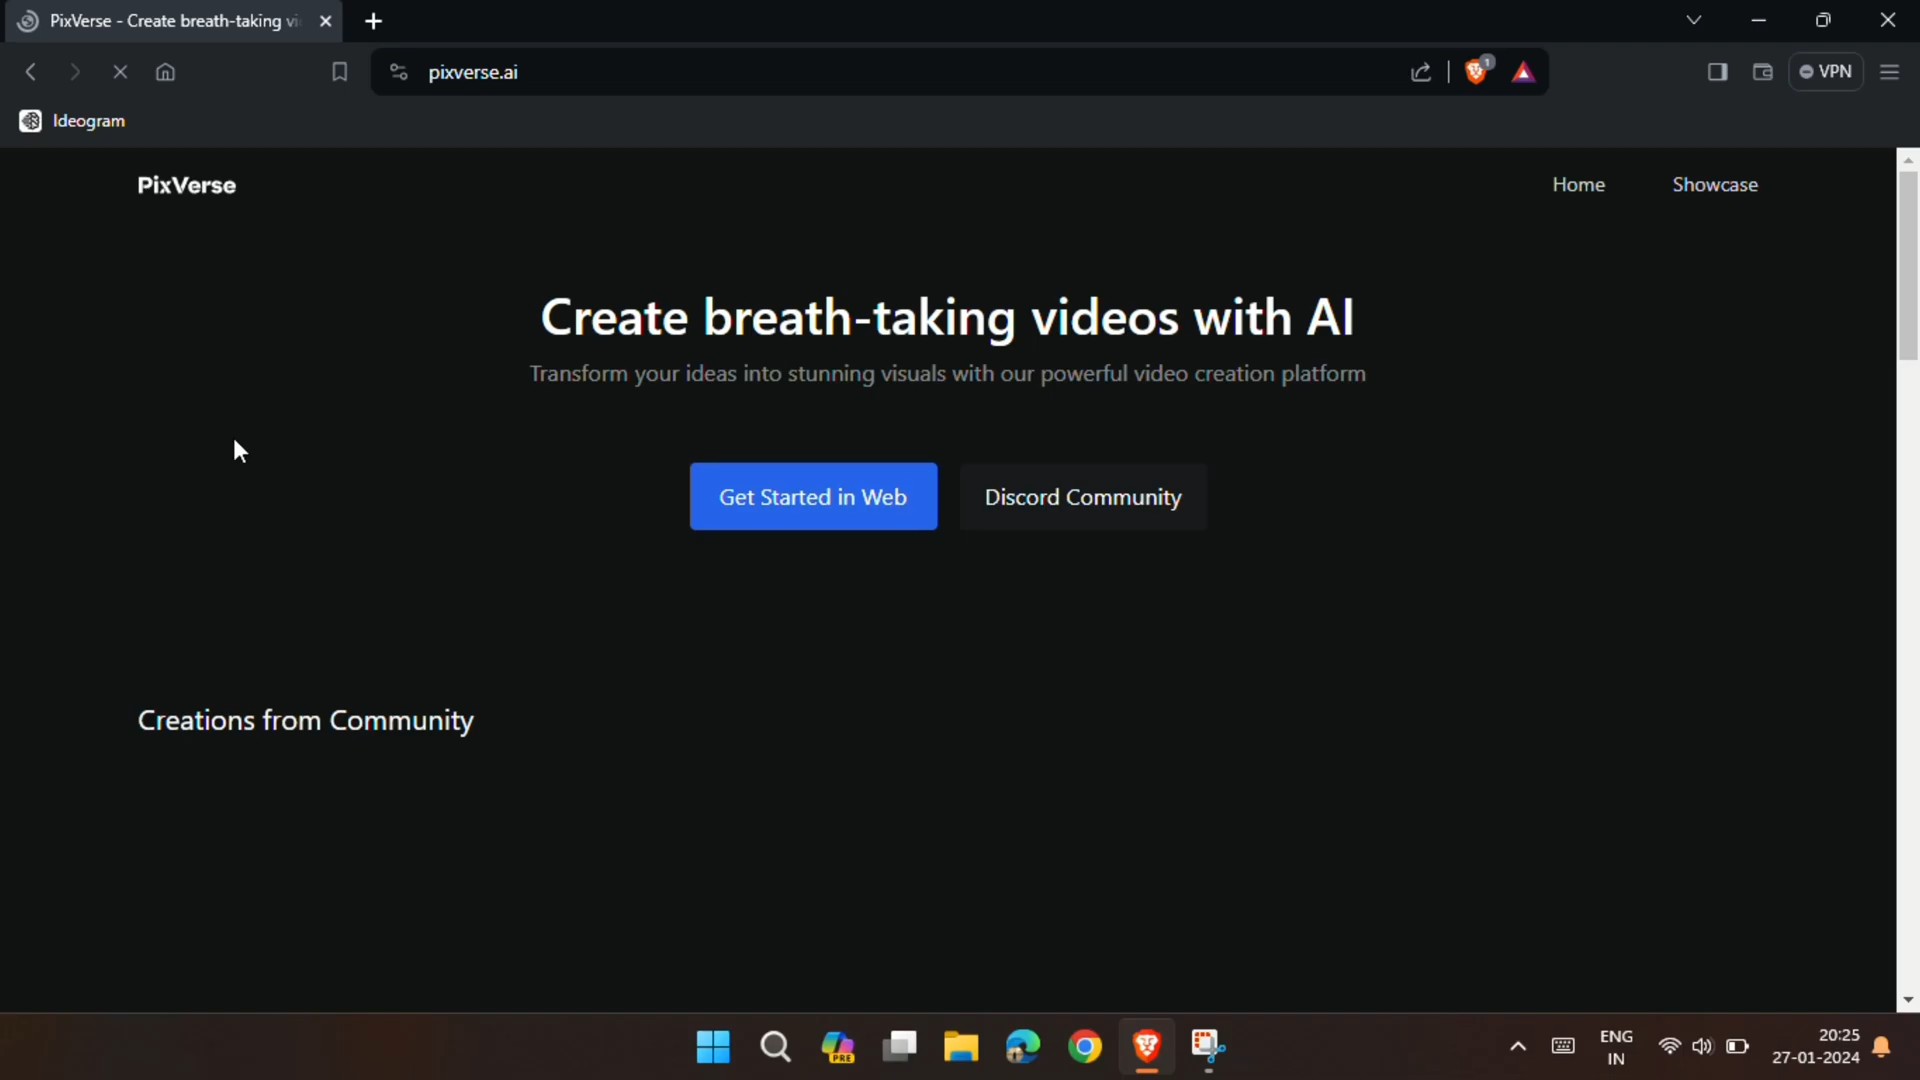 PixVerse - Create breath-taking vi
pixverse.ai
1
VPN
Ideogram
PixVerse
Home
Showcase
Create breath-taking videos with AI
Transform your ideas into stunning visuals with our powerful video creation platform
Get Started in Web
Discord Community
Creations from Community
PRE
ENG
IN
20:25
27-01-2024